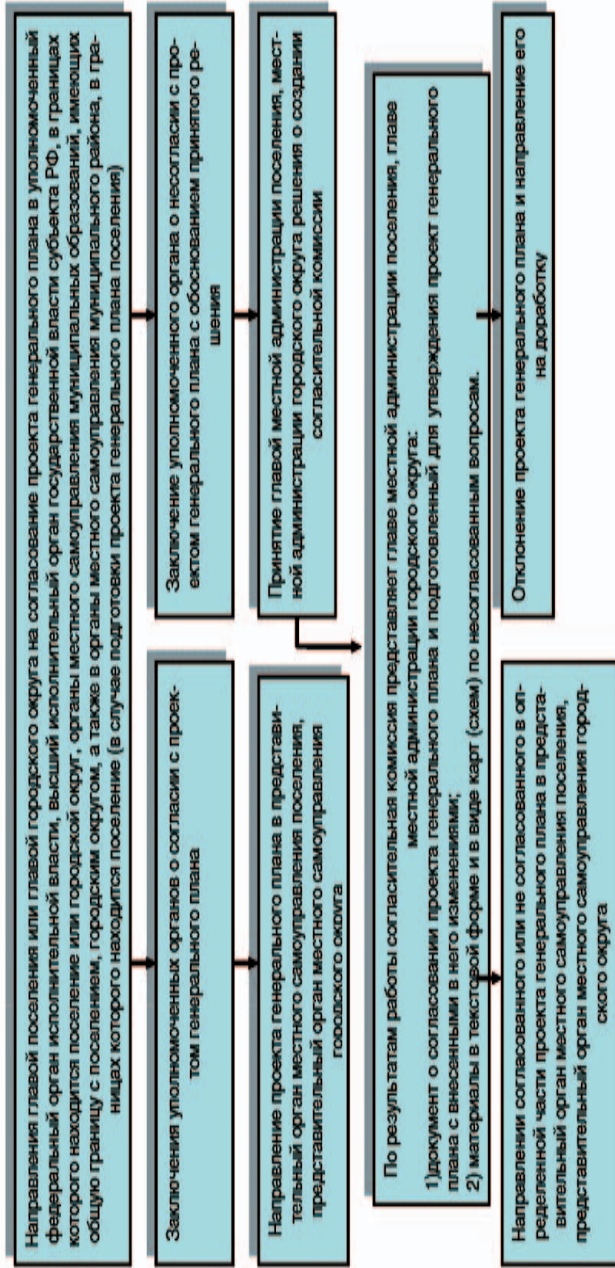 Направления главой поселения или главой городского округа на согласование проекта генерального плана в уполномоченный
федеральный орган исполнительной власти, высший исполнительный орган государственной власти субъекта РФ, в границах
которого находится поселение или городской округ, органы местного самоуправления муниципальных образований, имеющих
общую границу с поселением, городским округом, а также в органы местного самоуправления муниципального района, в гра-
ницах которого находится поселение (в случае подготовки проекта генерального плана поселения)
Заключения уполномоченных органов о согласии с проек-
том генерального плана
Заключение уполномоченного органа о несогласии с про-
ектом генерального плана с обоснованием принятого ре-
шения
Направление проекта генерального плана в представи-
тельный орган местного самоуправления поселения,
представительный орган местного самоуправления
городского округа
Принятие главой местной администрации поселения, мест-
ной администрации городского округа решения о создании
согласительной комиссии
По результатам работы согласительная комиссия представляет главе местной администрации поселения, главе
местной администрации городского округа:
1)документ о согласовании проекта генерального плана и подготовленный для утверждения проект генерального
плана с внесенными в него изменениями;
2) материалы в текстовой форме и в виде карт (схем) по несогласованным вопросам.
Направлении согласованного или не согласованного в оп-
ределенной части проекта генерального плана в предста-
вительный орган местного самоуправления поселения,
представительный орган местного самоуправления город-
ского округа
Отклонение проекта генерального плана и направление его
на доработку